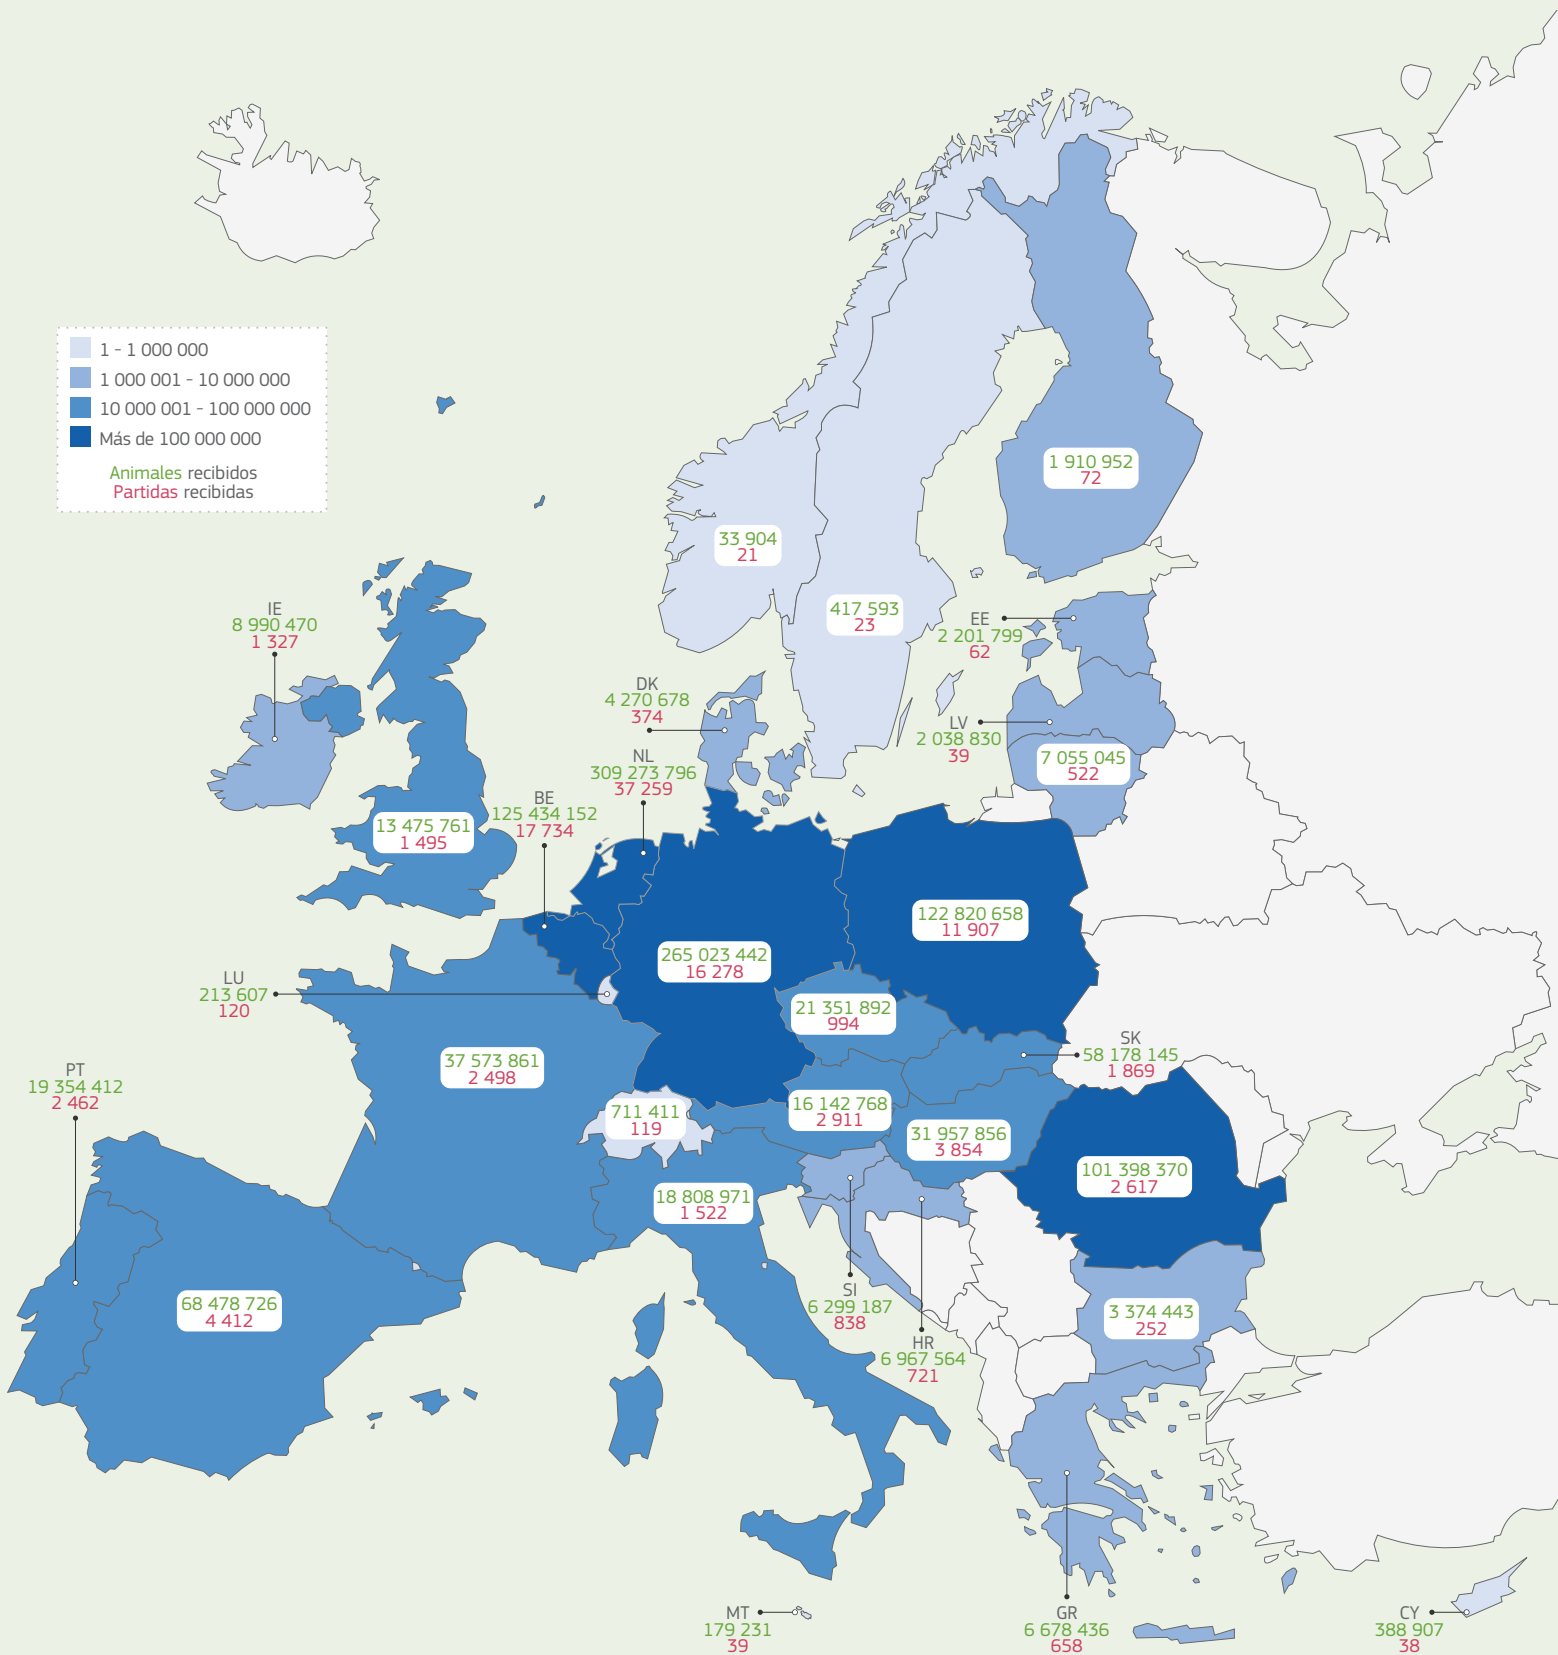 1 - 1 000 000
1 000 001 - 10 000 000
10 000 001 - 100 000 000
Más de 100 000 000
Animales recibidos
Partidas recibidas
1 910 952
72
33 904
21
417 593
23
IE
8 990 470
1 327
EE
2 201 799
62
DK
4 270 678
374
LV
2 038 830
39
7 055 045
522
NL
309 273 796
37 259
BE
125 434 152
17 734
13 475 761
1 495
122 820 658
11 907
265 023 442
16 278
LU
213 607
120
21 351 892
994
SK
58 178 145
1 869
37 573 861
2 498
PT
19 354 412
2 462
711 411
119
16 142 768
2 911
31 957 856
3 854
101 398 370
2 617
18 808 971
1 522
68 478 726
4 412
SI
6 299 187
838
HR
6 967 564
721
3 374 443
252
MT
179 231
39
GR
6 678 436
658
CY
388 907
38